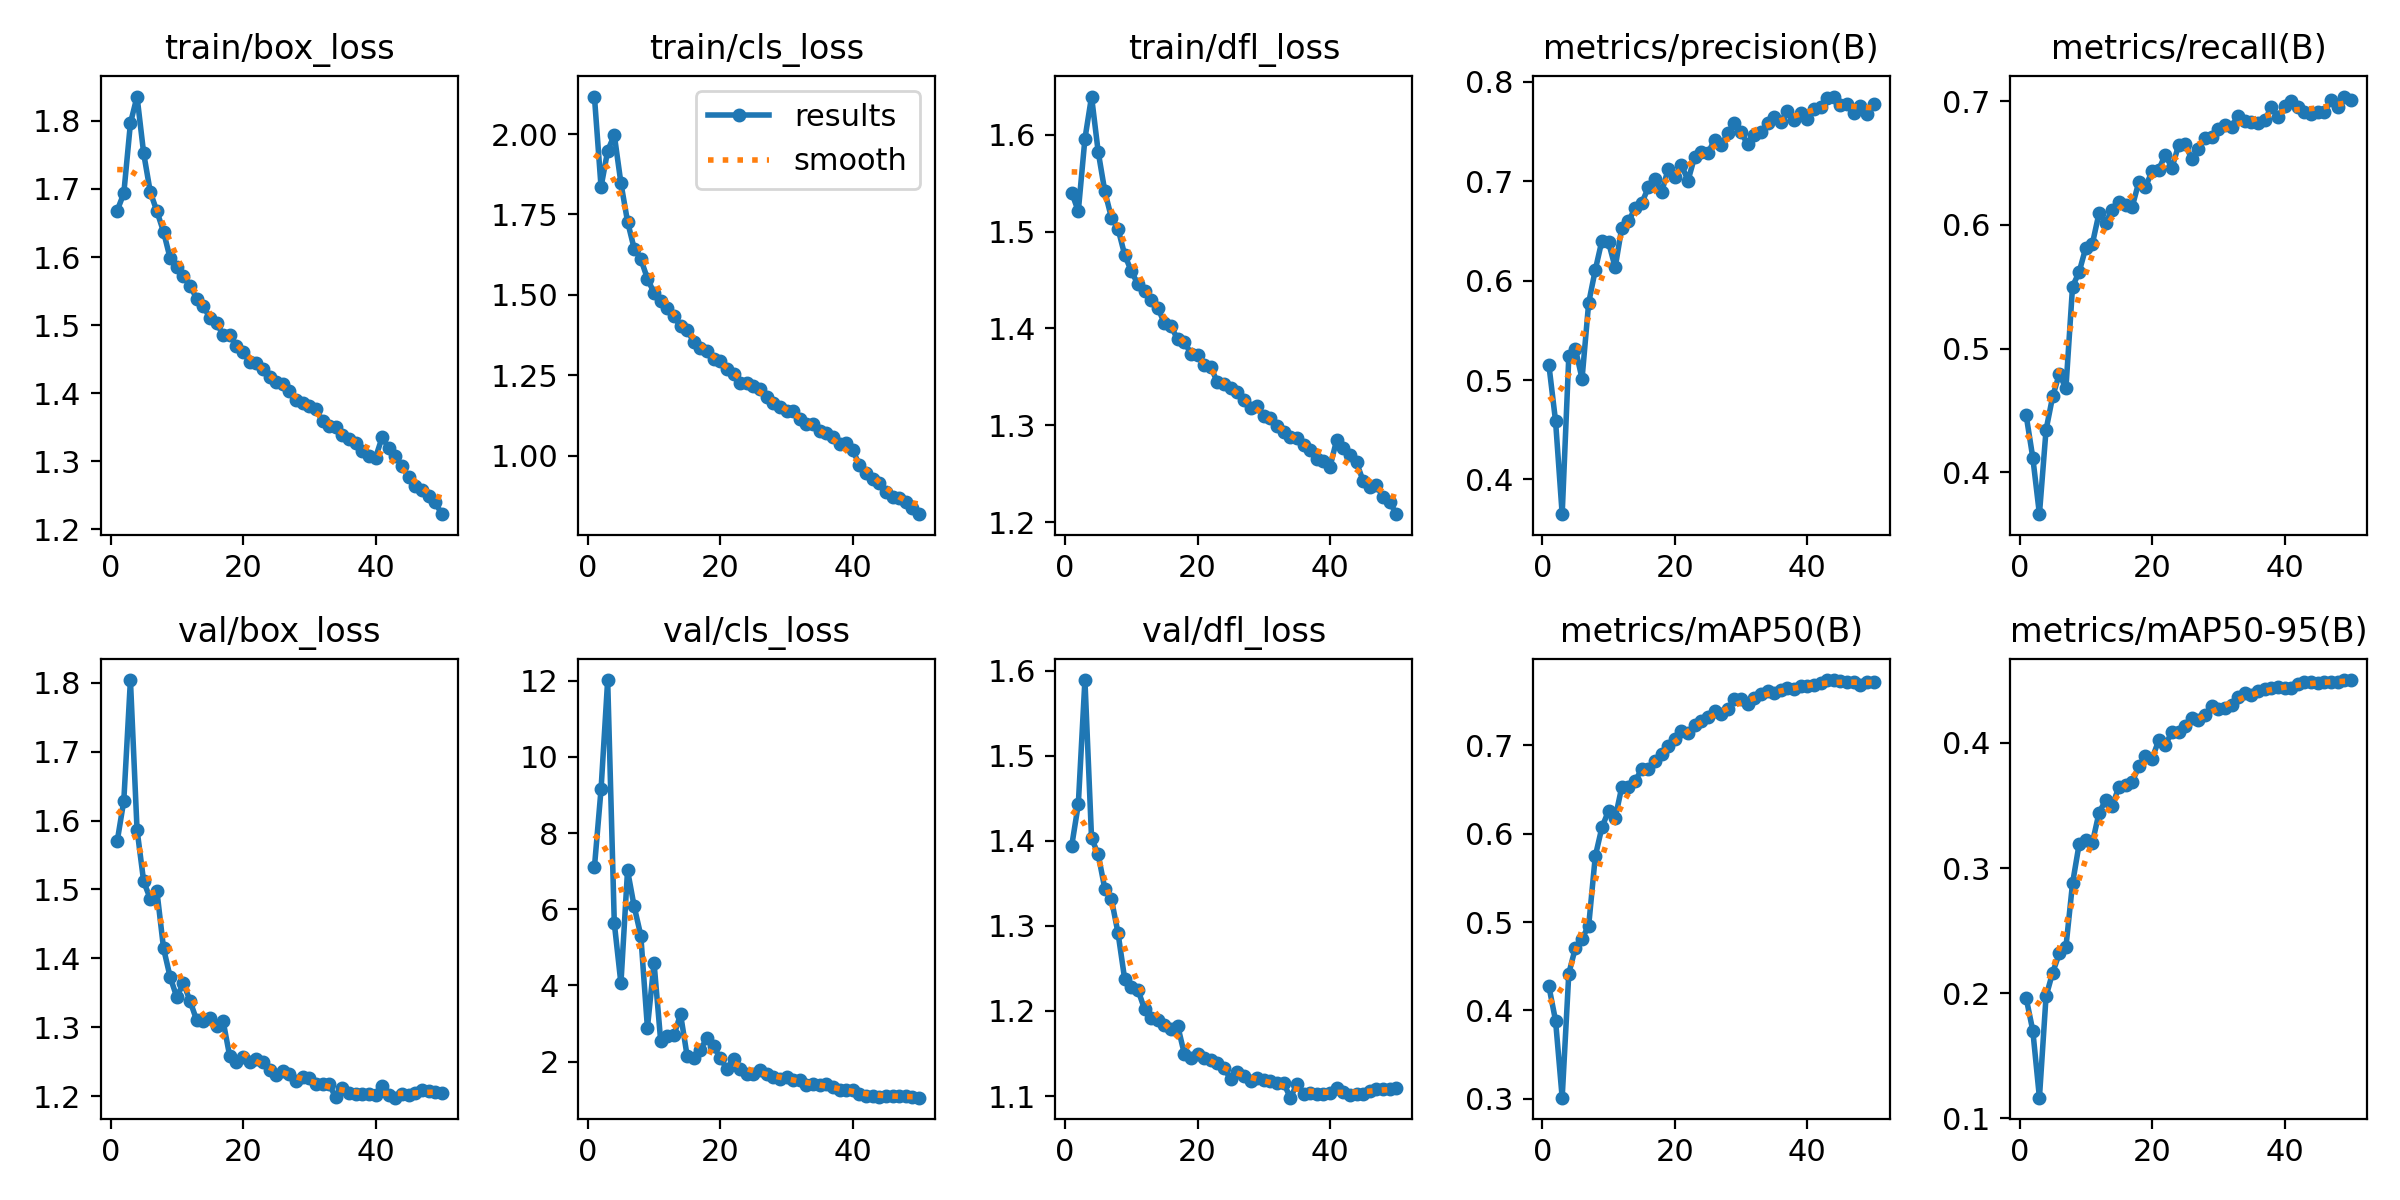 train/box_loss
1.8
1.7
1.6
1.5
1.4
1.3
1.2
0 20 40
train/cls_loss
results
smooth
2.00
1.75
1.50
1.25
1.00
0 20 40
train/dfl_loss
1.6
1.5
1.4
1.3
1.2
0 20 40
metrics/precision(B)
0.8
0.7
0.6
0.5
0.4
0 20 40
metrics/recall(B)
0.7
0.6
0.5
0.4
0 20 40
val/box_loss
1.8
1.7
1.6
1.5
1.4
1.3
1.2
0 20 40
val/cls_loss
12
10
8
6
4
2
0 20 40
val/dfl_loss
1.6
1.5
1.4
1.3
1.2
1.1
0 20 40
metrics/mAP50(B)
0.7
0.6
0.5
0.4
0.3
0 20 40
metrics/mAP50-95(B)
0.4
0.3
0.2
0.1
0 20 40